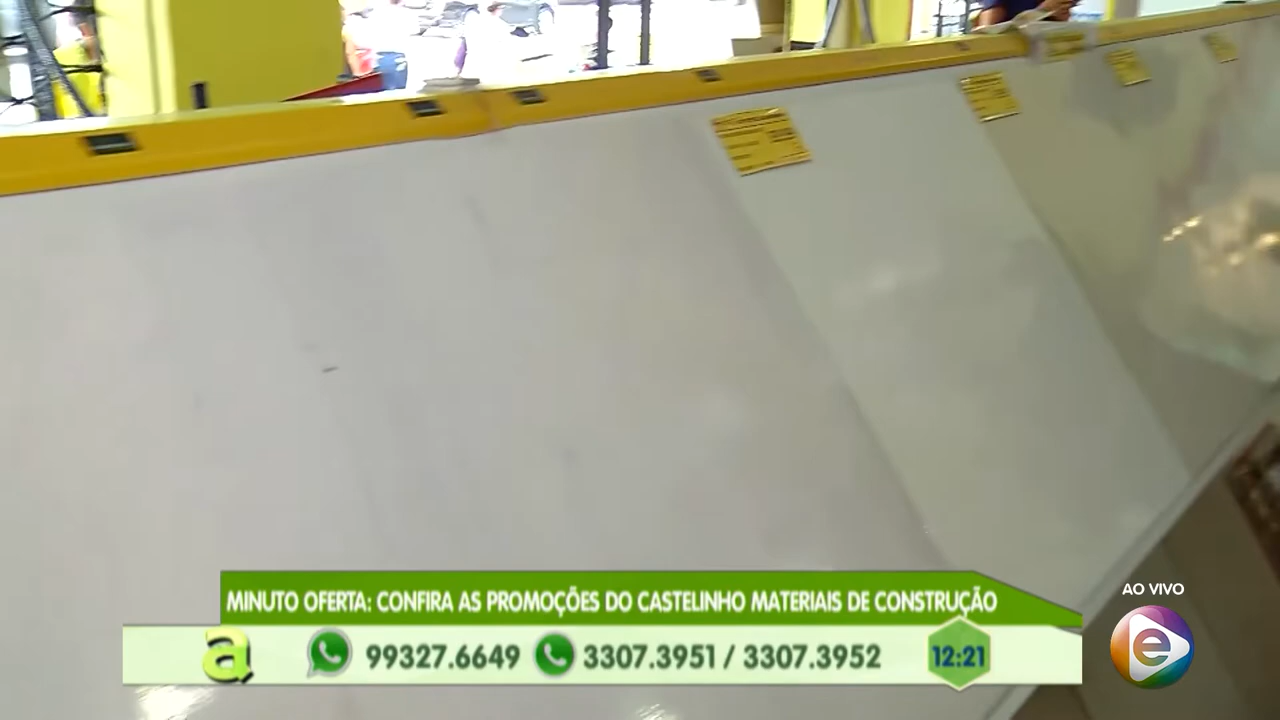 MINUTO OFERTA: CONFIRA AS PROMOÇÕES DO CASTELINHO MATERIAIS DE CONSTRUÇÃO
a 99327.6649 3307.3951 / 3307.3952 12:21
AO VIVO
e